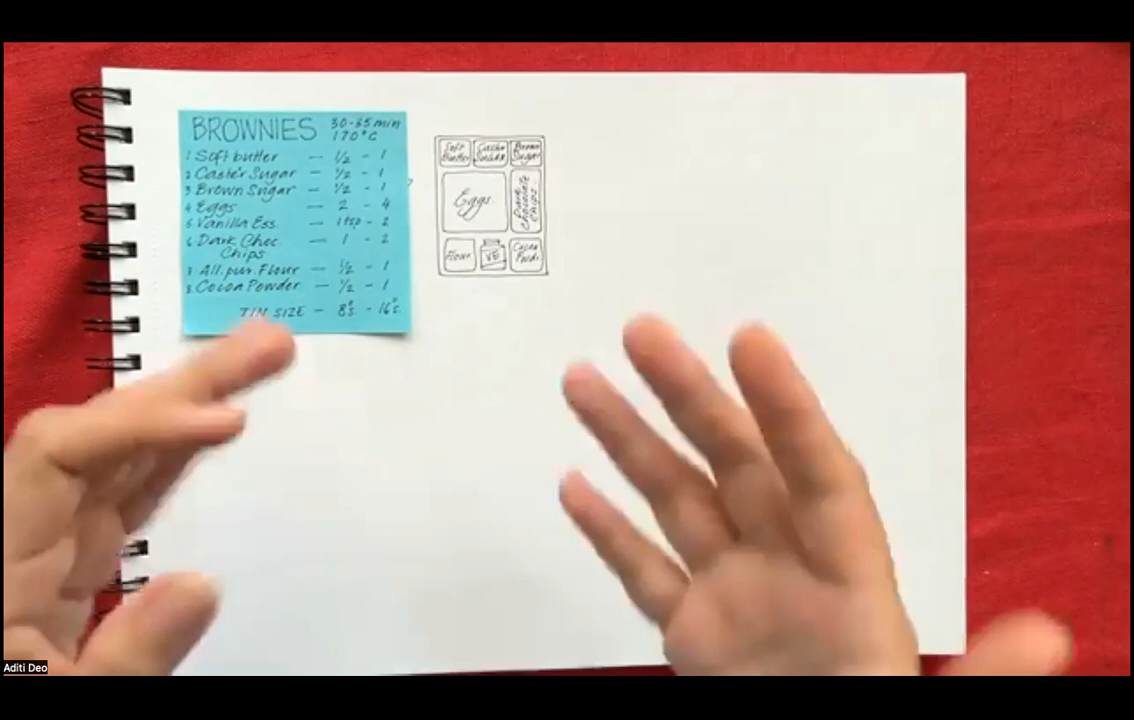 BROWNIES 30-35 min
170°C
1 Soft butter — 1/2 - 1
2 Caster Sugar — 1/2 - 1
3 Brown Sugar — 1/2 - 1
4 Eggs — 2 - 4
5 Vanilla Ess. — 1 tsp - 2
6 Dark Choc. — 1 - 2
Chips
7 All. pur. Flour — 1/2 - 1
8 Cocoa Powder — 1/2 - 1
TIN SIZE — 8"s. - 16"s.
Soft
Butter
Caster
Sugar
Brown
Sugar
Eggs
Dark
Chocolate
Chips
Flour
VE
Cocoa
Aditi Deo